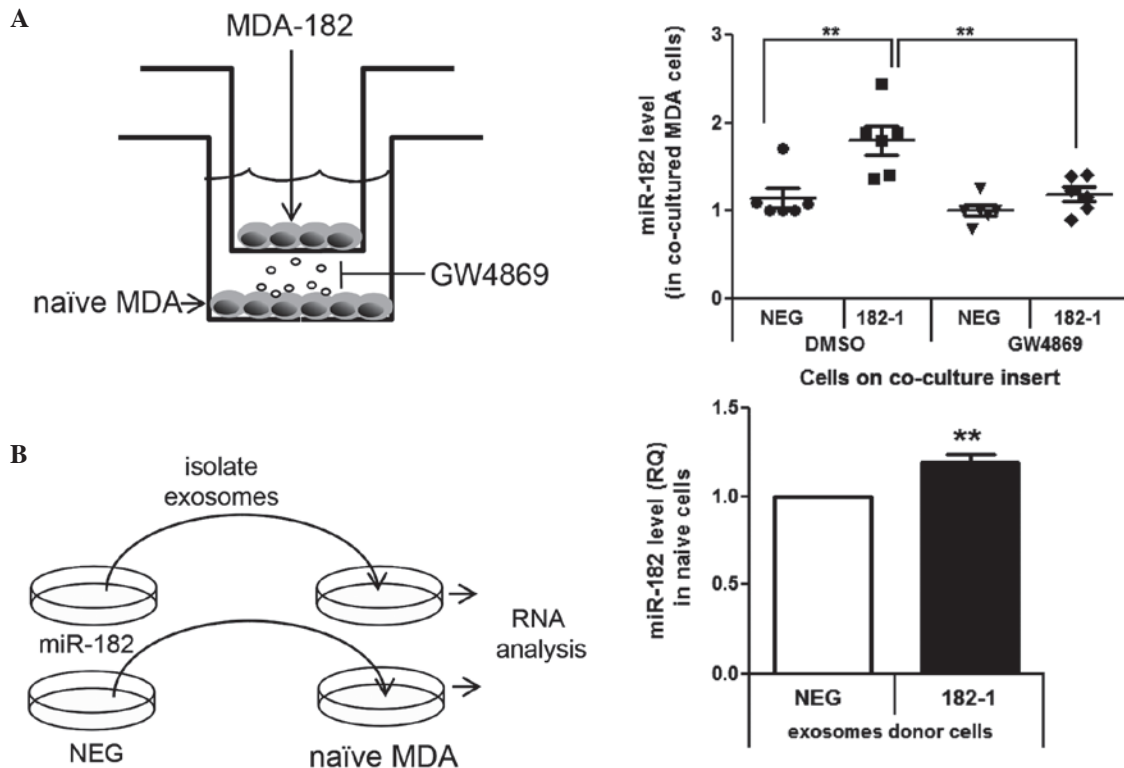 A
MDA-182
GW4869
naïve MDA
miR-182 level
(in co-cultured MDA cells)
3
2
1
0
**
**
NEG
182-1
NEG
182-1
DMSO
GW4869
Cells on co-culture insert
B
isolate
exosomes
miR-182
NEG
naïve MDA
RNA
analysis
miR-182 level (RQ)
in naive cells
1.5
1.0
0.5
0.0
**
NEG
182-1
exosomes donor cells